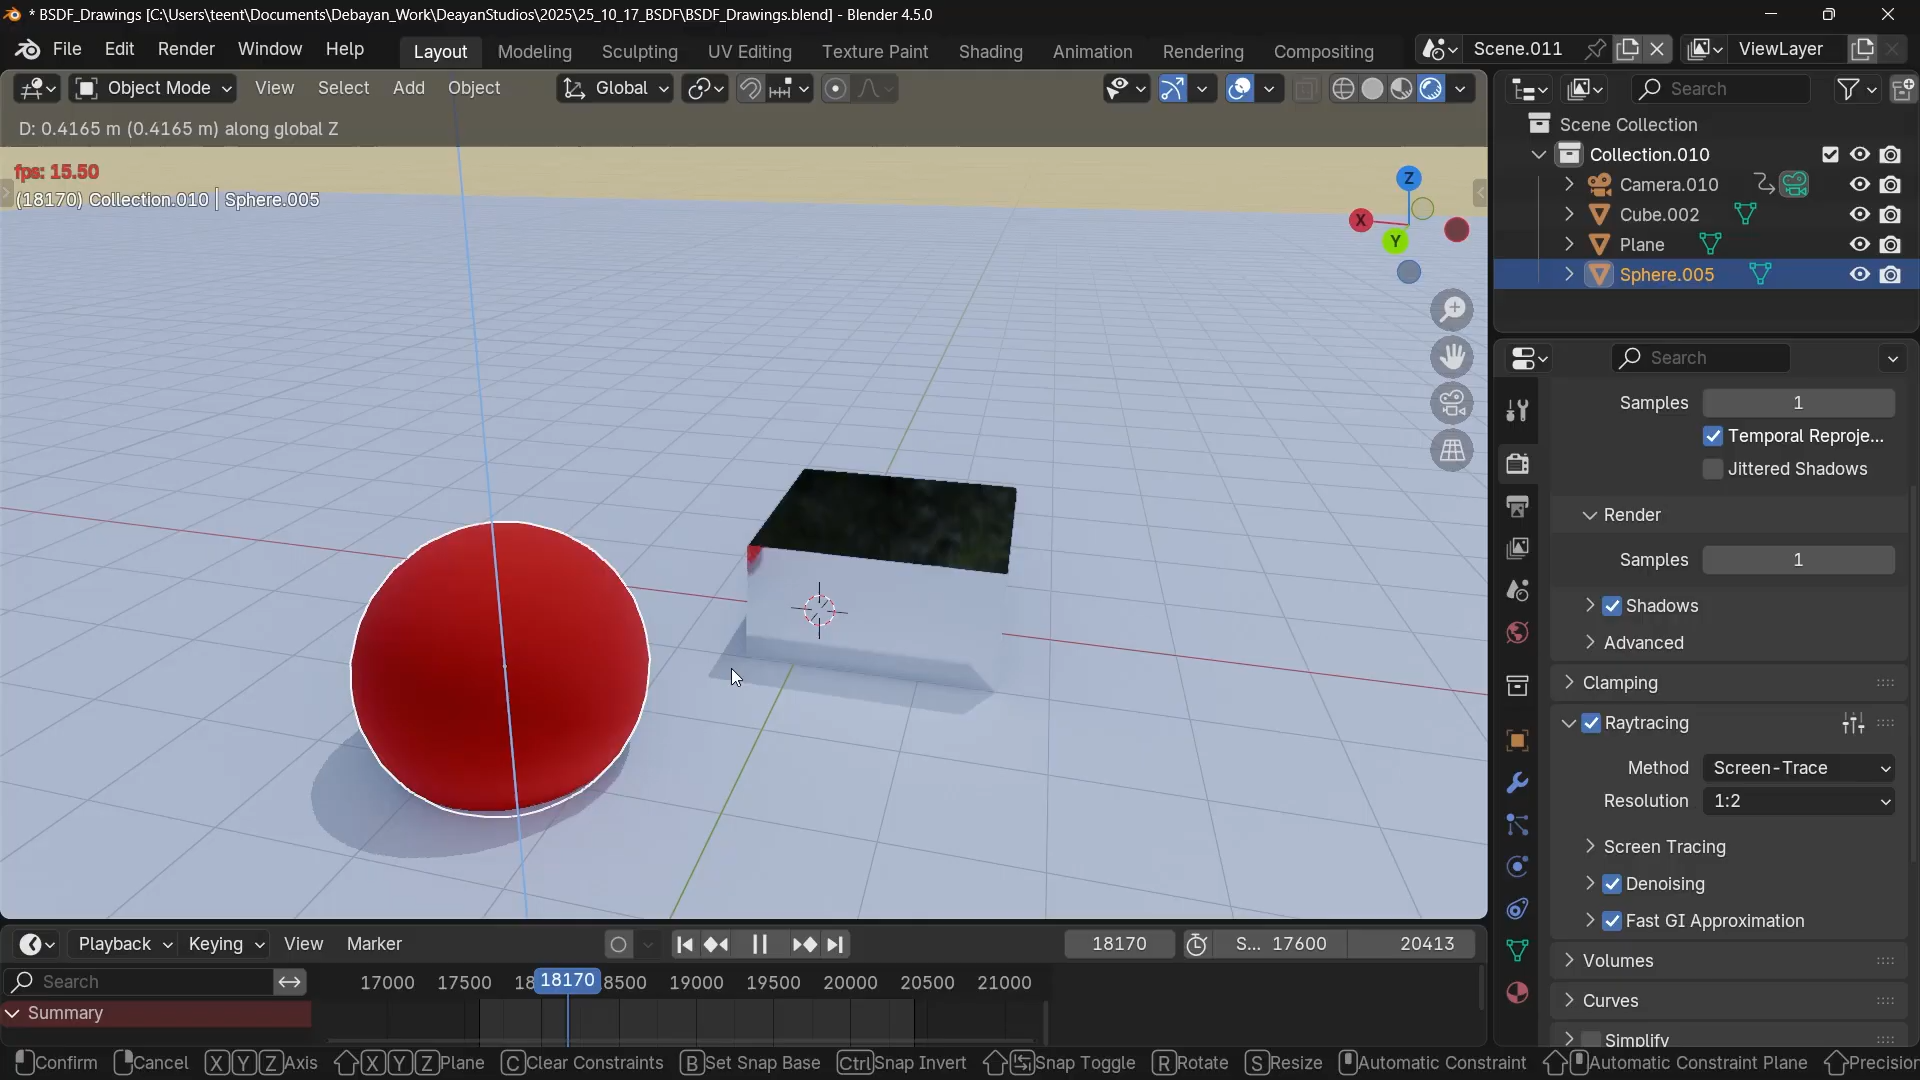 * BSDF_Drawings [C:\Users\teent\Documents\Debayan_Work\DeayanStudios\2025\25_10_17_BSDF\BSDF_Drawings.blend] - Blender 4.5.0
File Edit Render Window Help Layout Modeling Sculpting UV Editing Texture Paint Shading Animation Rendering Compositing Scene.011 ViewLayer
Object Mode View Select Add Object Global
D: 0.4165 m (0.4165 m) along global Z
fps: 15.50
(18170) Collection.010 | Sphere.005
Z
X
Y
Search
Scene Collection
Collection.010
Camera.010
Cube.002
Plane
Sphere.005
Search
Samples 1
Temporal Reproje...
Jittered Shadows
Render
Samples 1
Shadows
Advanced
Clamping
Raytracing
Method Screen-Trace
Resolution 1:2
Screen Tracing
Denoising
Fast GI Approximation
Volumes
Curves
Simplify
Playback Keying View Marker 18170 S... 17600 20413
Search 17000 17500 18 18170 8500 19000 19500 20000 20500 21000
Summary
Confirm Cancel X Y Z Axis X Y Z Plane C Clear Constraints B Set Snap Base Ctrl Snap Invert Snap Toggle R Rotate S Resize Automatic Constraint Automatic Constraint Plane Precision